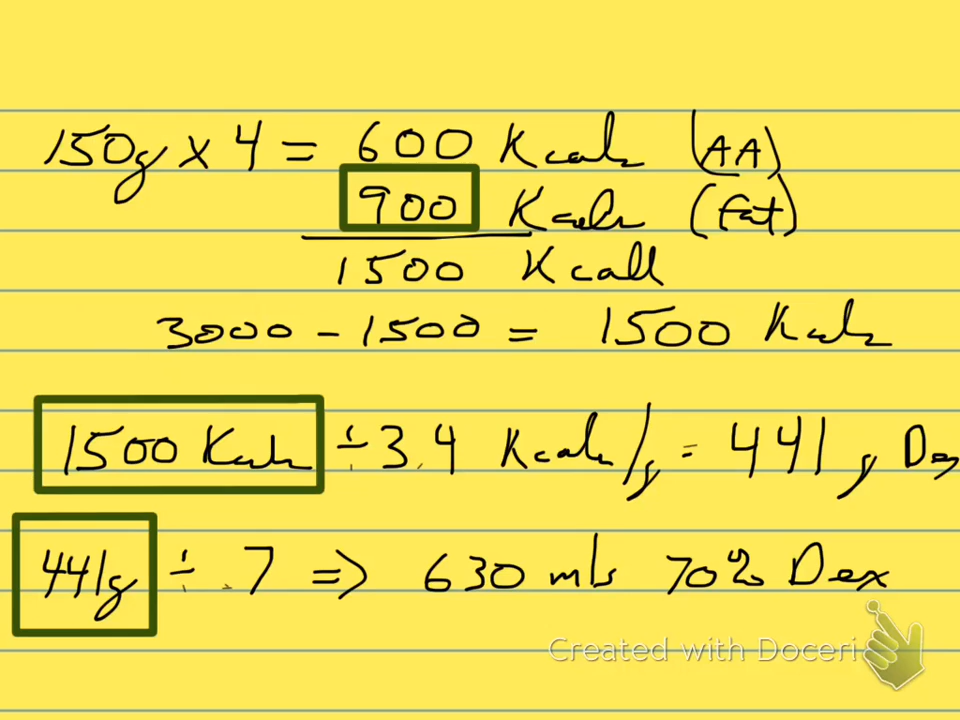 150g x 4 = 600 Kcals (AA)
900 Kcals (Fat)
1500 Kcall
3000 - 1500 = 1500 Kcals
1500 Kcals ÷ 3.4 Kcals/g = 441 g Dex
441g ÷ .7 => 630 mls 70% Dex
Created with Doceri